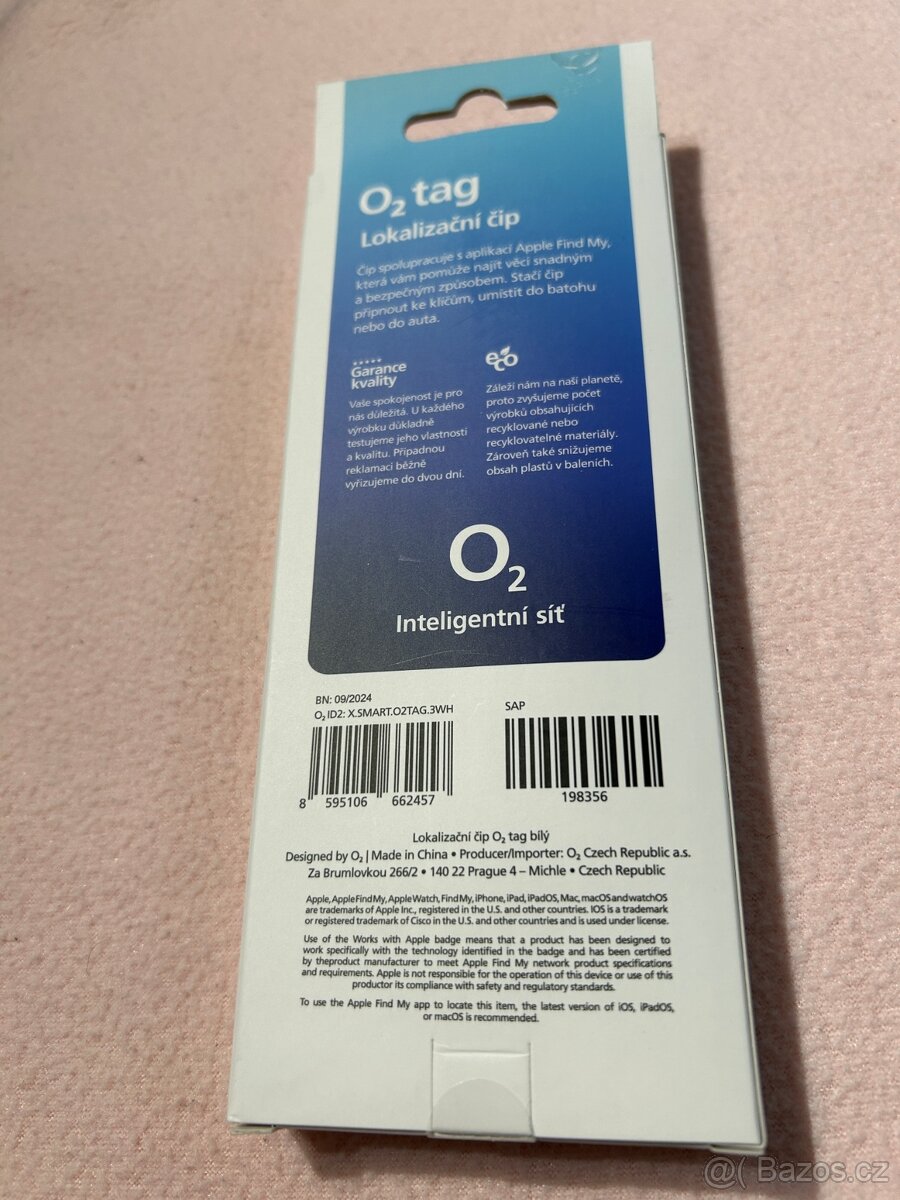 O2 tag
Lokalizační čip
Čip spolupracuje s aplikací Apple Find My,
která vám pomůže najít věci snadným
a bezpečným způsobem. Stačí čip
připnout ke klíčům, umístit do batohu
nebo do auta.
Garance
kvality
Vaše spokojenost je pro
nás důležitá. U každého
výrobku důkladně
testujeme jeho vlastnosti
a kvalitu. Případnou
reklamaci běžně
vyřizujeme do dvou dní.
eco
Záleží nám na naší planetě,
proto zvyšujeme počet
výrobků obsahujících
recyklované nebo
recyklovatelné materiály.
Zároveň také snižujeme
obsah plastů v baleních.
O2
Inteligentní síť
BN: 09/2024
O2 ID2: X.SMART.O2TAG.3WH
8 595106 662457
SAP
198356
Lokalizační čip O2 tag bílý
Designed by O2 | Made in China • Producer/Importer: O2 Czech Republic a.s.
Za Brumlovkou 266/2 • 140 22 Prague 4 – Michle • Czech Republic
Apple, Apple Find My, Apple Watch, Find My, iPhone, iPad, iPadOS, Mac, macOS and watchOS
are trademarks of Apple Inc., registered in the U.S. and other countries. IOS is a trademark
or registered trademark of Cisco in the U.S. and other countries and is used under license.
Use of the Works with Apple badge means that a product has been designed to
work specifically with the technology identified in the badge and has been certified
by theproduct manufacturer to meet Apple Find My network product specifications
and requirements. Apple is not responsible for the operation of this device or use of this
productor its compliance with safety and regulatory standards.
To use the Apple Find My app to locate this item, the latest version of iOS, iPadOS,
or macOS is recommended.
@( Bazos.cz